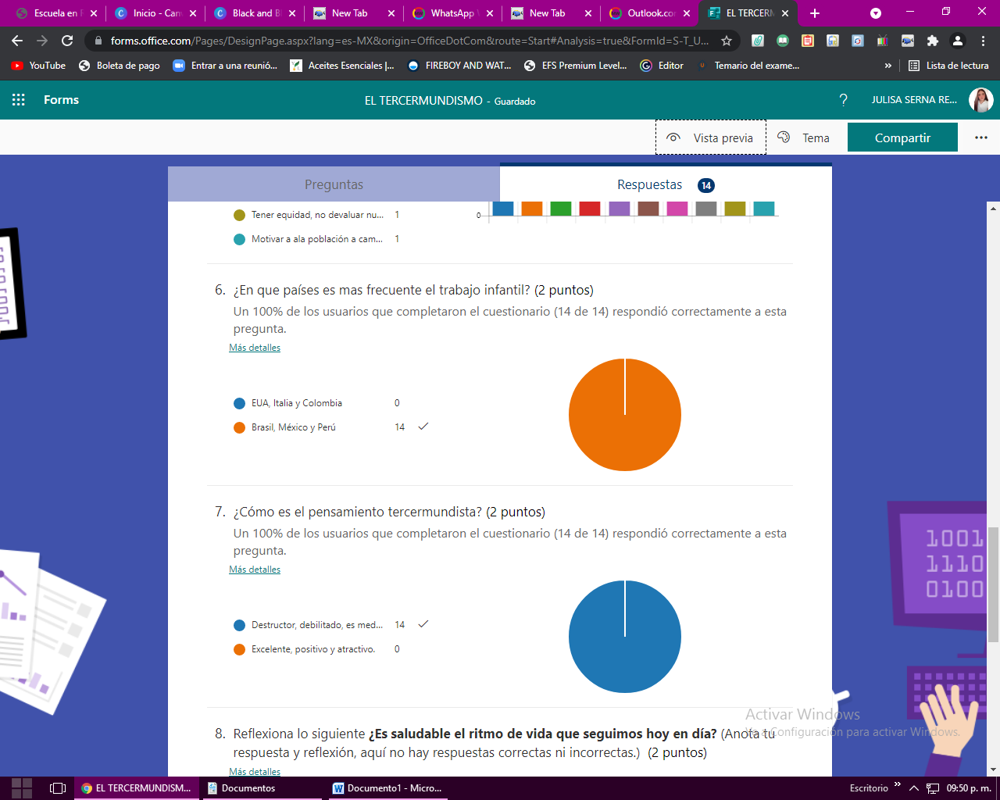 Escuela en F
Inicio - Can
Black and B
New Tab
WhatsApp
New Tab
Outlook.co
EL TERCERM
forms.office.com/Pages/DesignPage.aspx?lang=es-MX&origin=OfficeDotCom&route=Start#Analysis=true&FormId=S-T_U...
YouTube
Boleta de pago
Entrar a una reunió...
Aceites Esenciales |...
FIREBOY AND WAT...
EFS Premium Level...
Editor
Temario del exame...
»
Lista de lectura
Forms
EL TERCERMUNDISMO - Guardado
?
JULISA SERNA RE...
Vista previa
Tema
Compartir
Preguntas
Respuestas 14
Tener equidad, no devaluar nu... 1
0
Motivar a ala población a cam... 1
6. ¿En que países es mas frecuente el trabajo infantil? (2 puntos)
Un 100% de los usuarios que completaron el cuestionario (14 de 14) respondió correctamente a esta
pregunta.
Más detalles
EUA, Italia y Colombia 0
Brasil, México y Perú 14
7. ¿Cómo es el pensamiento tercermundista? (2 puntos)
Un 100% de los usuarios que completaron el cuestionario (14 de 14) respondió correctamente a esta
pregunta.
Más detalles
Destructor, debilitado, es med... 14
Excelente, positivo y atractivo. 0
1001
1110
0100
8. Reflexiona lo siguiente ¿Es saludable el ritmo de vida que seguimos hoy en día? (Anota tú
respuesta y reflexión, aquí no hay respuestas correctas ni incorrectas.) (2 puntos)
Más detalles
Activar Windows
Ve a Configuración para activar Windows.
EL TERCERMUNDISM...
Documentos
Documento1 - Micro...
Escritorio
»
09:50 p. m.